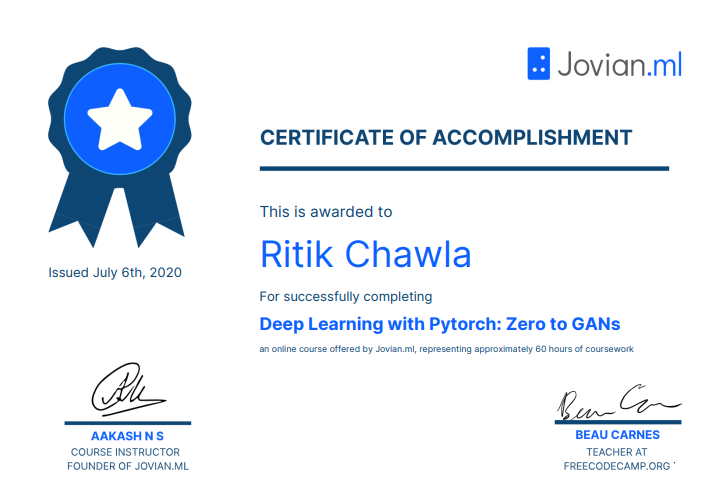 Jovian.ml
CERTIFICATE OF ACCOMPLISHMENT
This is awarded to
Ritik Chawla
Issued July 6th, 2020
For successfully completing
Deep Learning with Pytorch: Zero to GANs
an online course offered by Jovian.ml, representing approximately 60 hours of coursework
AAKASH N S
COURSE INSTRUCTOR
FOUNDER OF JOVIAN.ML
Beau Carnes
BEAU CARNES
TEACHER AT
FREECODECAMP.ORG